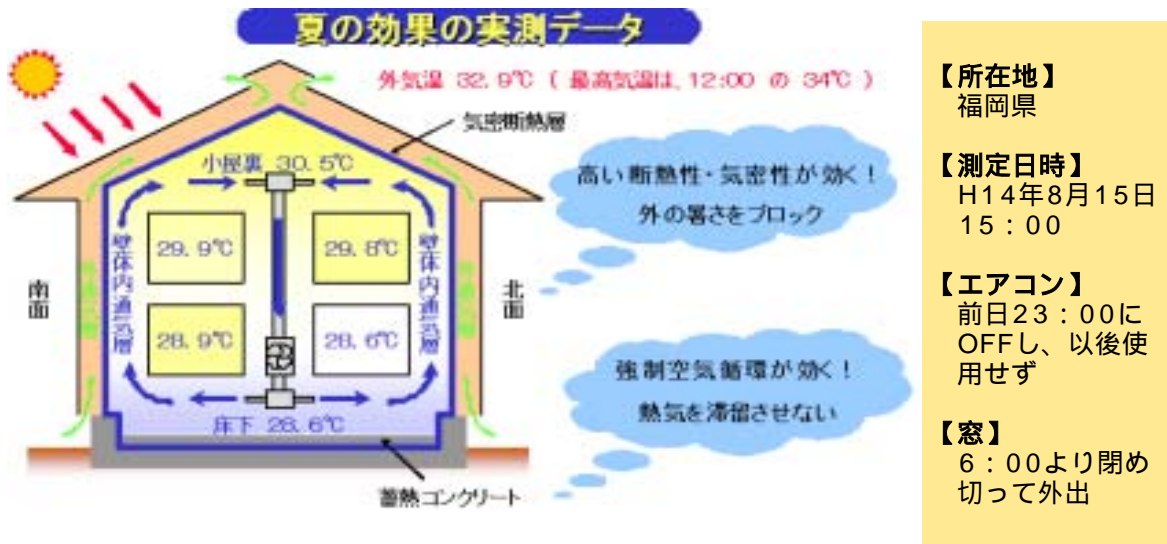 夏の効果の実測データ
外気温 32.9℃ ( 最高気温は、12:00 の 34℃ )
気密断熱層
小屋裏 30.5℃
高い断熱性・気密性が効く!
外の暑さをブロック
29.9℃
29.8℃
壁体内通気層
壁体内通気層
南面
北面
28.9℃
28.6℃
強制空気循環が効く!
熱気を滞留させない
床下 28.6℃
蓄熱コンクリート
【所在地】
福岡県
【測定日時】
H14年8月15日
15:00
【エアコン】
前日23:00に
OFFし、以後使
用せず
【窓】
6:00より閉め
切って外出